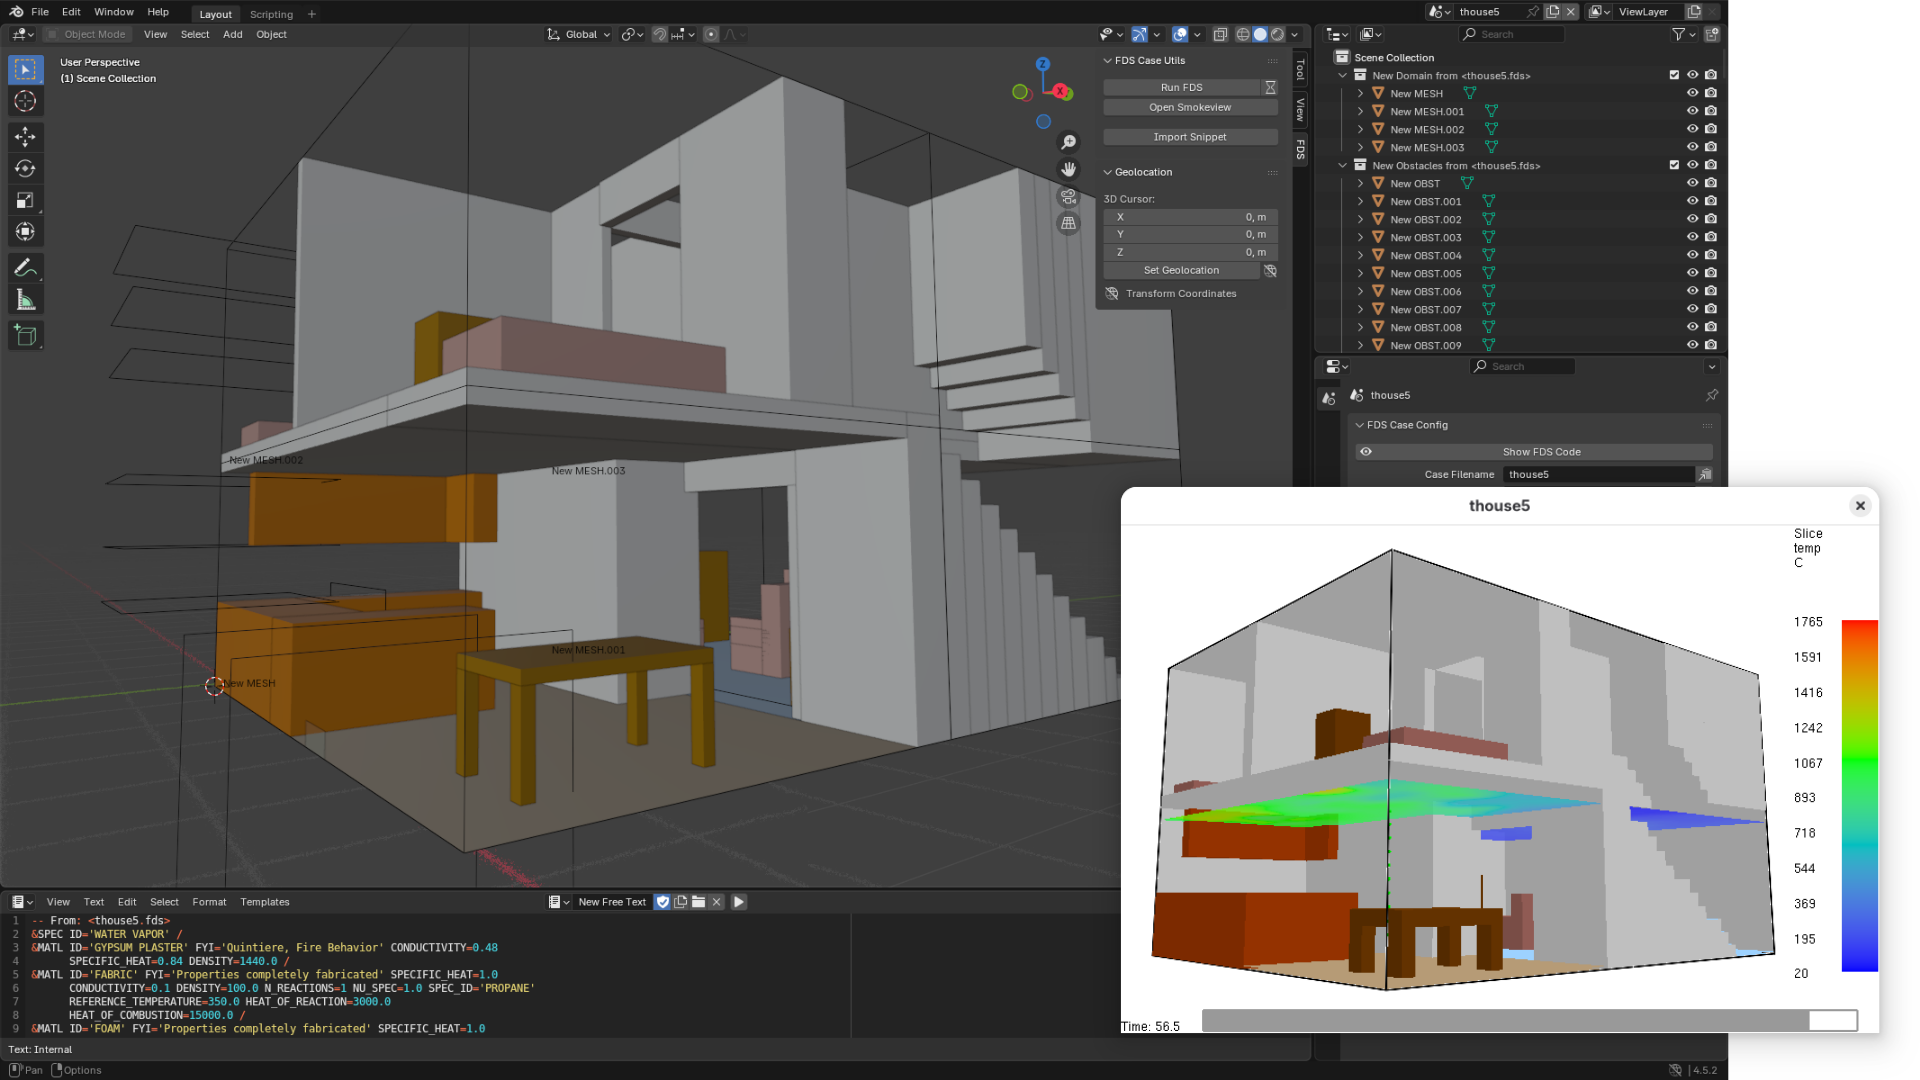 File Edit Window Help Layout Scripting + thouse5 ViewLayer
Object Mode View Select Add Object Global Search
User Perspective
(1) Scene Collection
Z
X
FDS Case Utils
Run FDS
Open Smokeview
Import Snippet
Geolocation
3D Cursor:
X 0, m
Y 0, m
Z 0, m
Set Geolocation
Transform Coordinates
Tool
View
FDS
Scene Collection
New Domain from <thouse5.fds>
New MESH
New MESH.001
New MESH.002
New MESH.003
New Obstacles from <thouse5.fds>
New OBST
New OBST.001
New OBST.002
New OBST.003
New OBST.004
New OBST.005
New OBST.006
New OBST.007
New OBST.008
New OBST.009
Search
thouse5
FDS Case Config
Show FDS Code
Case Filename thouse5
New MESH.002
New MESH.003
New MESH.001
New MESH
thouse5
Slice
temp
C
1765
1591
1416
1242
1067
893
718
544
369
195
20
Time: 56.5
View Text Edit Select Format Templates New Free Text
1 -- From: <thouse5.fds>
2 &SPEC ID='WATER VAPOR' /
3 &MATL ID='GYPSUM PLASTER' FYI='Quintiere, Fire Behavior' CONDUCTIVITY=0.48
4 SPECIFIC_HEAT=0.84 DENSITY=1440.0 /
5 &MATL ID='FABRIC' FYI='Properties completely fabricated' SPECIFIC_HEAT=1.0
6 CONDUCTIVITY=0.1 DENSITY=100.0 N_REACTIONS=1 NU_SPEC=1.0 SPEC_ID='PROPANE'
7 REFERENCE_TEMPERATURE=350.0 HEAT_OF_REACTION=3000.0
8 HEAT_OF_COMBUSTION=15000.0 /
9 &MATL ID='FOAM' FYI='Properties completely fabricated' SPECIFIC_HEAT=1.0
Text: Internal
Pan Options 4.5.2